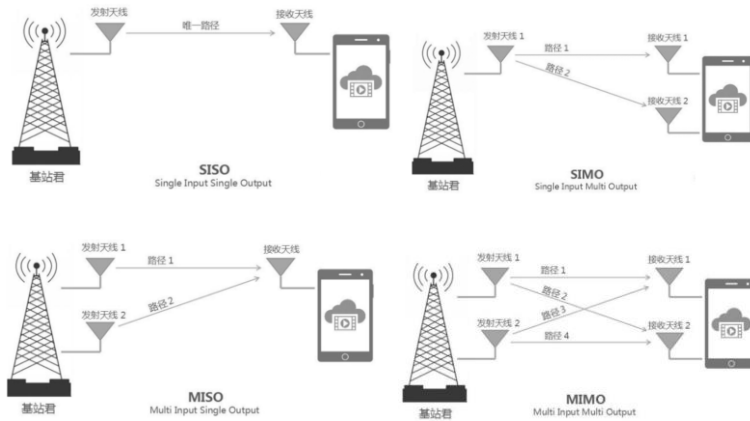 发射天线
唯一路径
接收天线
基站君
SISO
Single Input Single Output
发射天线 1
路径 1
路径 2
接收天线 1
接收天线 2
基站君
SIMO
Single Input Multi Output
发射天线 1
路径 1
接收天线
路径 2
发射天线 2
基站君
MISO
Multi Input Single Output
发射天线 1
路径 1
接收天线 1
路径 2
路径 3
发射天线 2
路径 4
接收天线 2
基站君
MIMO
Multi Input Multi Output